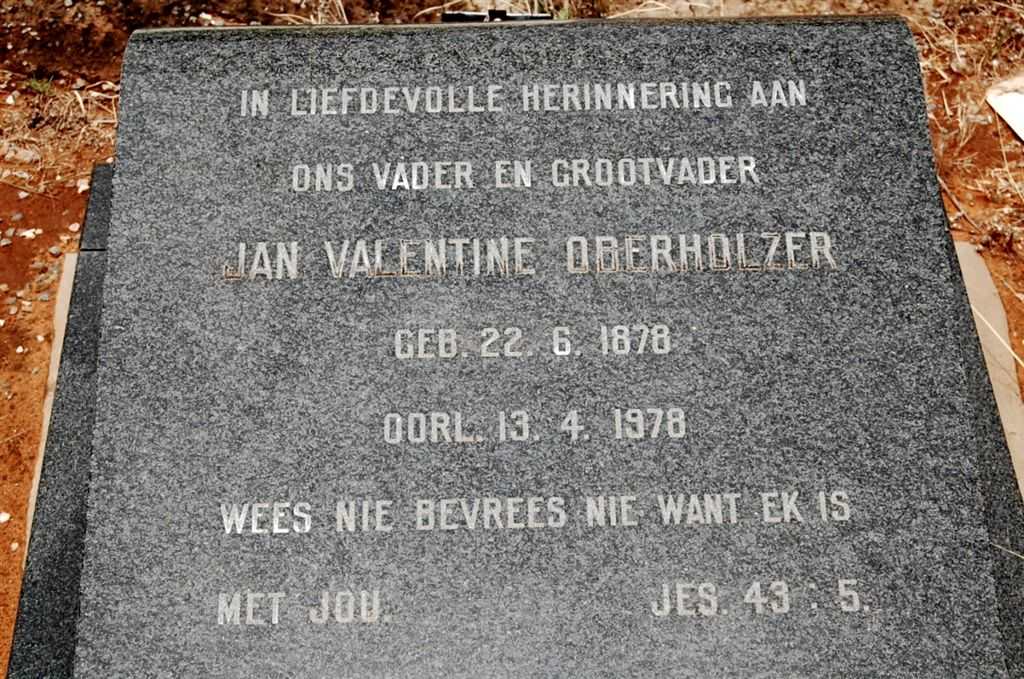 IN LIEFDEVOLLE HERINNERING AAN
ONS VADER EN GROOTVADER
JAN VALENTINE OBERHOLZER
GEB. 22. 6. 1878
OORL. 13. 4. 1978
WEES NIE BEVREES NIE WANT EK IS
MET JOU. JES. 43 : 5.